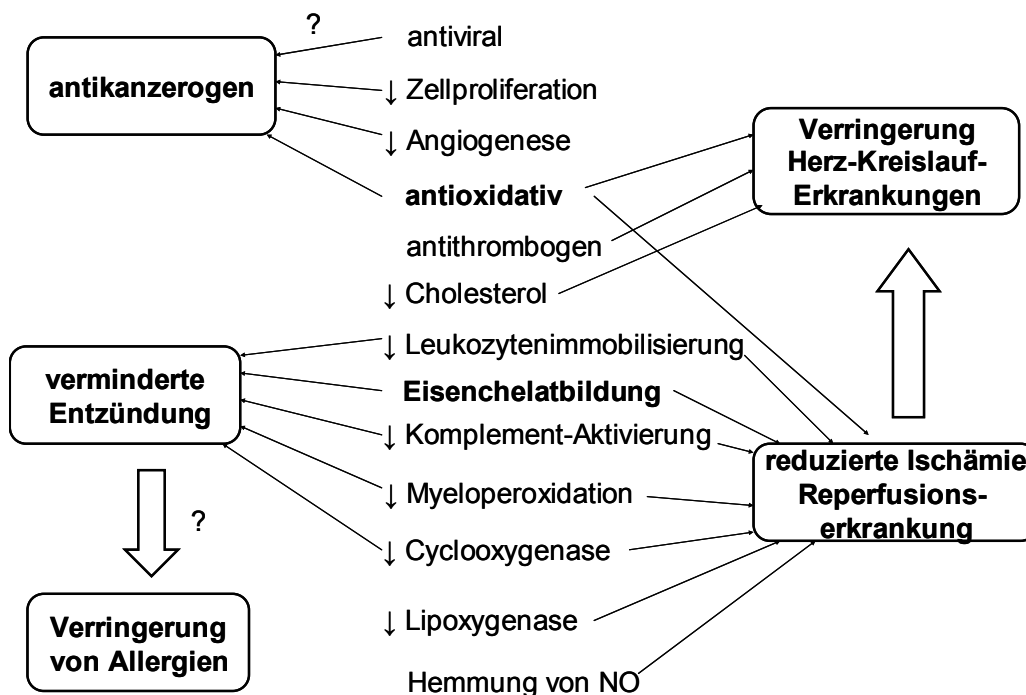 ?
antiviral
antikanzerogen
↓ Zellproliferation
↓ Angiogenese
Verringerung
Herz-Kreislauf-
Erkrankungen
antioxidativ
antithrombogen
↓ Cholesterol
↓ Leukozytenimmobilisierung
verminderte
Entzündung
Eisenchelatbildung
↓ Komplement-Aktivierung
reduzierte Ischämie
Reperfusions-
erkrankung
↓ Myeloperoxidation
?
↓ Cyclooxygenase
↓ Lipoxygenase
Verringerung
von Allergien
Hemmung von NO